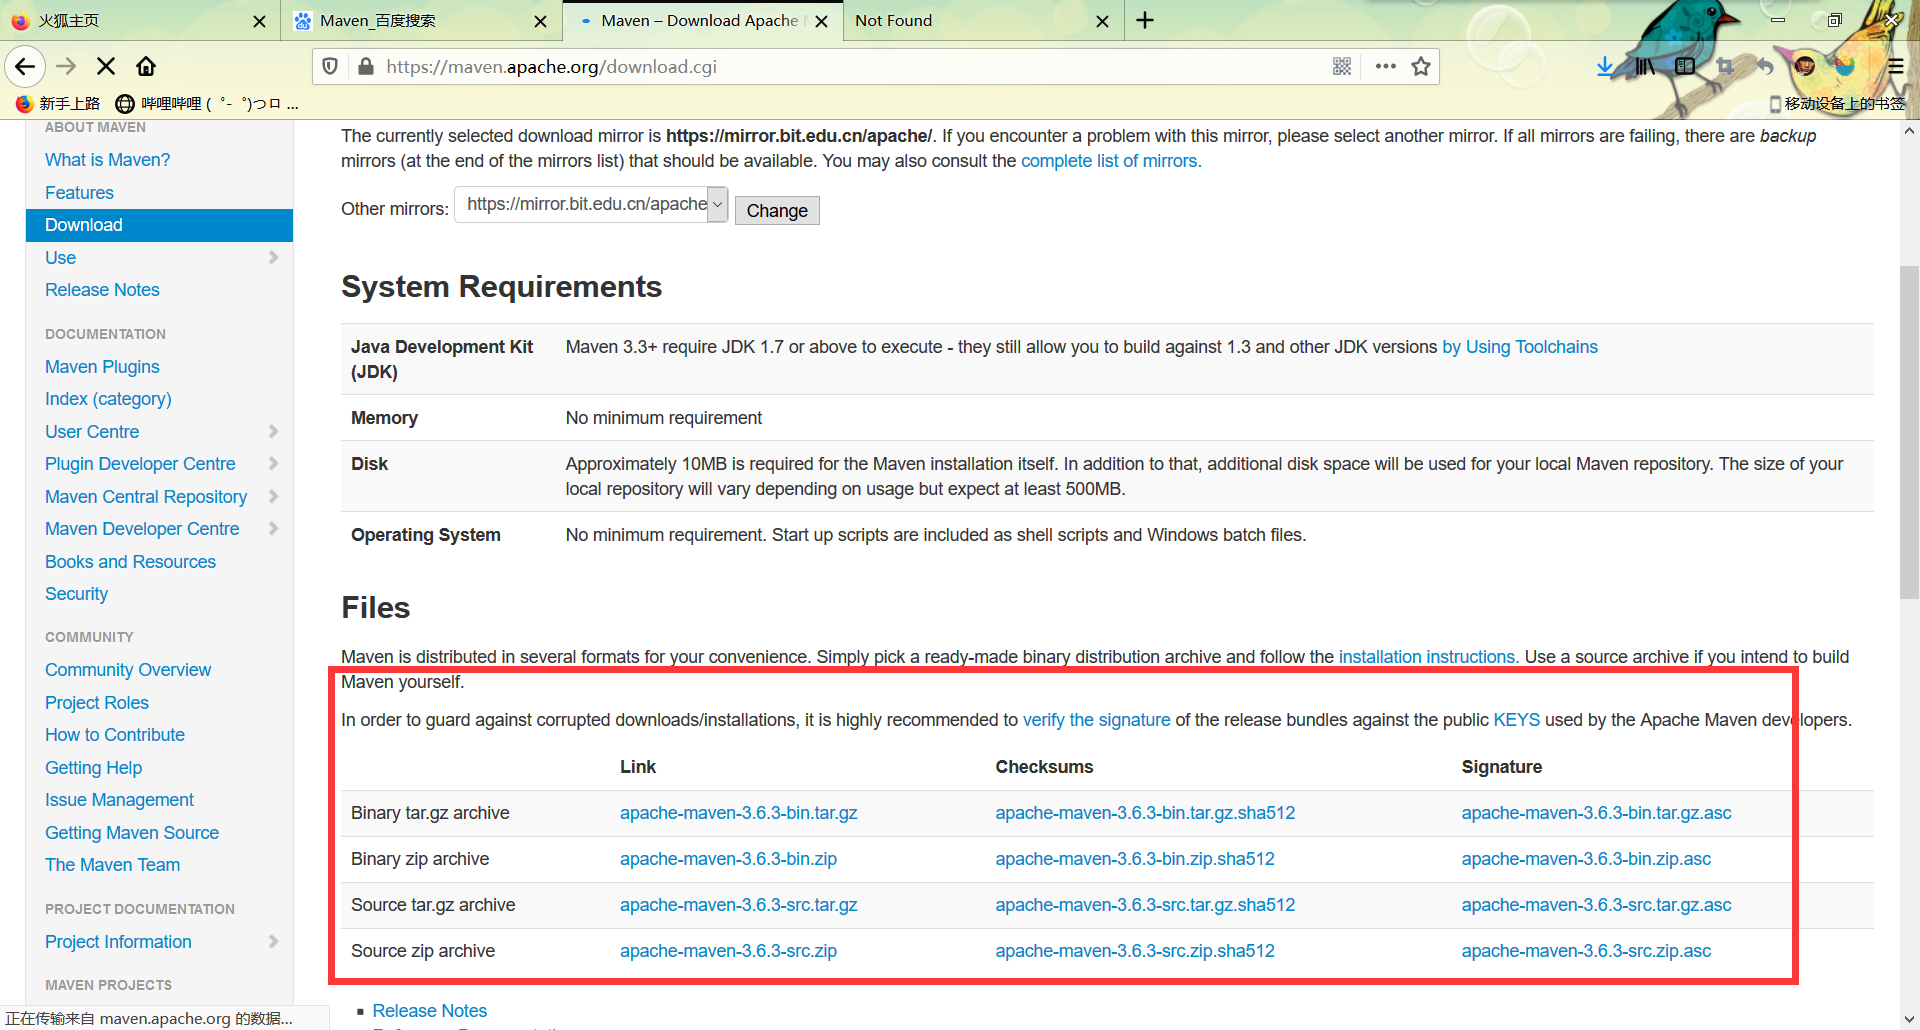 火狐主页
Maven_百度搜索
Maven – Download Apache
Not Found
https://maven.apache.org/download.cgi
新手上路
哔哩哔哩 ( ゜- ゜)つロ ...
移动设备上的书签
ABOUT MAVEN
What is Maven?
Features
Download
Use
Release Notes
DOCUMENTATION
Maven Plugins
Index (category)
User Centre
Plugin Developer Centre
Maven Central Repository
Maven Developer Centre
Books and Resources
Security
COMMUNITY
Community Overview
Project Roles
How to Contribute
Getting Help
Issue Management
Getting Maven Source
The Maven Team
PROJECT DOCUMENTATION
Project Information
MAVEN PROJECTS
正在传输来自 maven.apache.org 的数据...
The currently selected download mirror is https://mirror.bit.edu.cn/apache/. If you encounter a problem with this mirror, please select another mirror. If all mirrors are failing, there are backup
mirrors (at the end of the mirrors list) that should be available. You may also consult the complete list of mirrors.
Other mirrors: https://mirror.bit.edu.cn/apache Change
System Requirements
Java Development Kit (JDK) Maven 3.3+ require JDK 1.7 or above to execute - they still allow you to build against 1.3 and other JDK versions by Using Toolchains
Memory No minimum requirement
Disk Approximately 10MB is required for the Maven installation itself. In addition to that, additional disk space will be used for your local Maven repository. The size of your
local repository will vary depending on usage but expect at least 500MB.
Operating System No minimum requirement. Start up scripts are included as shell scripts and Windows batch files.
Files
Maven is distributed in several formats for your convenience. Simply pick a ready-made binary distribution archive and follow the installation instructions. Use a source archive if you intend to build
Maven yourself.
In order to guard against corrupted downloads/installations, it is highly recommended to verify the signature of the release bundles against the public KEYS used by the Apache Maven developers.
Link Checksums Signature
Binary tar.gz archive apache-maven-3.6.3-bin.tar.gz apache-maven-3.6.3-bin.tar.gz.sha512 apache-maven-3.6.3-bin.tar.gz.asc
Binary zip archive apache-maven-3.6.3-bin.zip apache-maven-3.6.3-bin.zip.sha512 apache-maven-3.6.3-bin.zip.asc
Source tar.gz archive apache-maven-3.6.3-src.tar.gz apache-maven-3.6.3-src.tar.gz.sha512 apache-maven-3.6.3-src.tar.gz.asc
Source zip archive apache-maven-3.6.3-src.zip apache-maven-3.6.3-src.zip.sha512 apache-maven-3.6.3-src.zip.asc
Release Notes